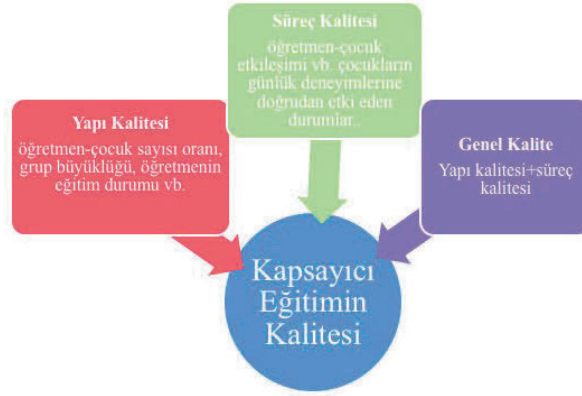 Süreç Kalitesi
öğretmen-çocuk
etkileşimi vb. çocukların
günlük deneyimlerine
doğrudan etki eden
durumlar..
Yapı Kalitesi
öğretmen-çocuk sayısı oranı,
grup büyüklüğü, öğretmenin
eğitim durumu vb.
Genel Kalite
Yapı kalitesi+süreç
kalitesi
Kapsayıcı
Eğitimin
Kalitesi